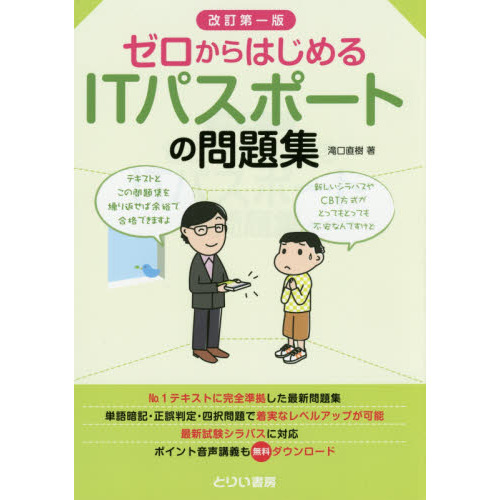 改訂第一版
ゼロからはじめる
ITパスポート
の問題集
滝口直樹 著
テキストと
この問題集を
繰り返せば余裕で
合格できますよ
新しいシラバスや
CBT方式が
とってもとっても
不安なんですけど
No.1テキストに完全準拠した最新問題集
単語暗記・正誤判定・四択問題で着実なレベルアップが可能
最新試験シラバスに対応
ポイント音声講義も無料ダウンロード
とりい書房